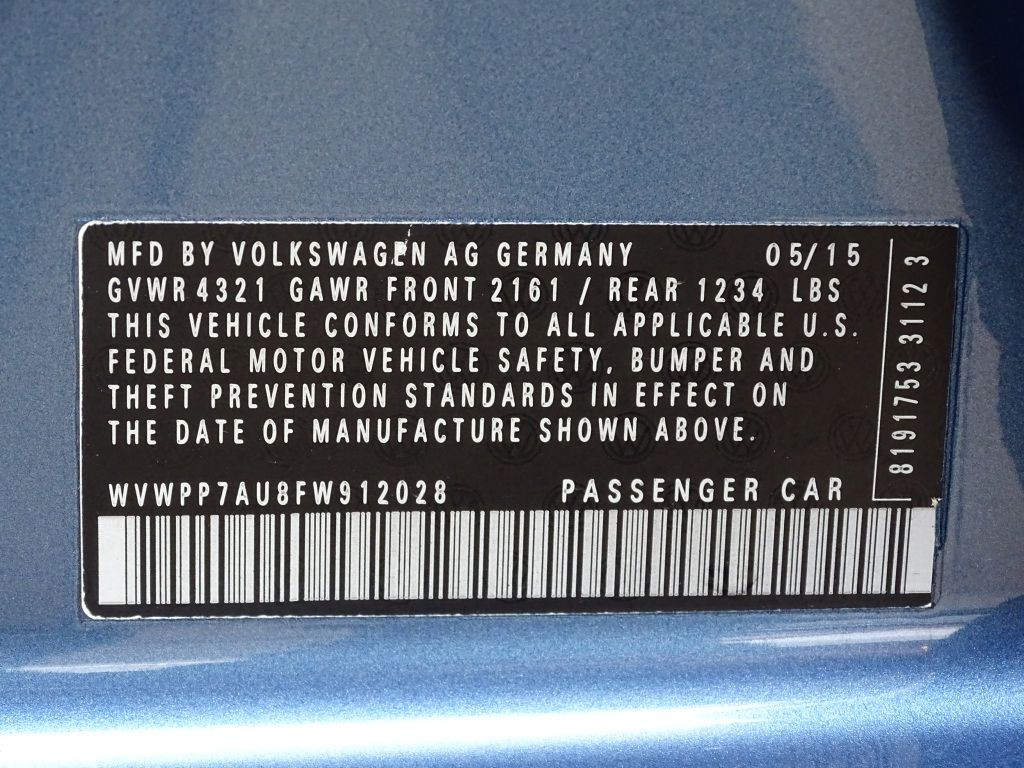 MFD BY VOLKSWAGEN AG GERMANY 05/15
GVWR 4321 GAWR FRONT 2161 / REAR 1234 LBS
THIS VEHICLE CONFORMS TO ALL APPLICABLE U.S.
FEDERAL MOTOR VEHICLE SAFETY, BUMPER AND
THEFT PREVENTION STANDARDS IN EFFECT ON
THE DATE OF MANUFACTURE SHOWN ABOVE.
WVWPP7AU8FW912028 PASSENGER CAR
8191753 3112 3